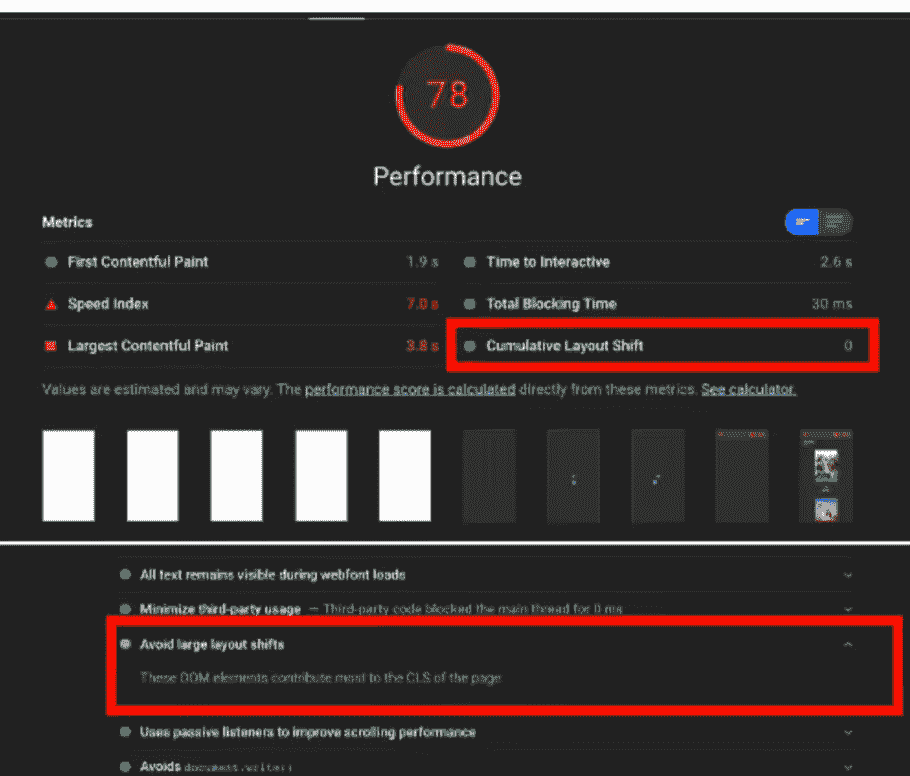 78
Performance
Metrics
First Contentful Paint 1.9 s
Time to Interactive 2.6 s
Speed Index 7.0 s
Total Blocking Time 30 ms
Largest Contentful Paint 3.8 s
Cumulative Layout Shift 0
Values are estimated and may vary. The performance score is calculated directly from these metrics. See calculator.
All text remains visible during webfont loads
Minimize third-party usage — Third-party code blocked the main thread for 0 ms
Avoid large layout shifts
These DOM elements contribute most to the CLS of the page
Uses passive listeners to improve scrolling performance
Avoids document.write()